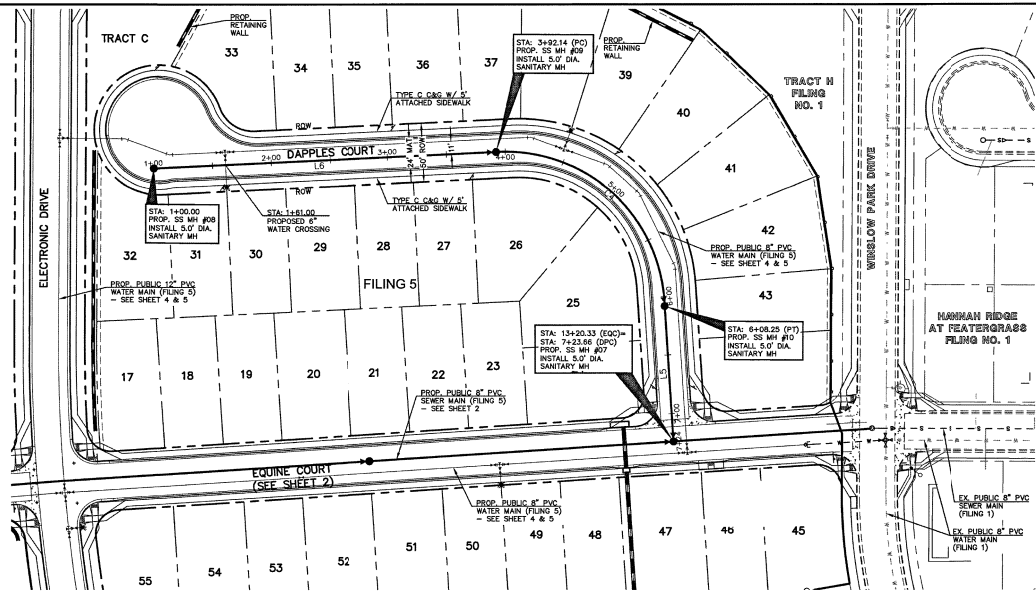 TRACT C
PROP.
RETAINING
WALL
33
34
35
36
37
STA: 3+92.14 (PC)
PROP. SS MH #09
INSTALL 5.0' DIA.
SANITARY MH
PROP.
RETAINING
WALL
39
40
41
42
43
TRACT H
FILING
NO. 1
WINSLOW PARK DRIVE
ELECTRONIC DRIVE
TYPE C C&G W/ 5'
ATTACHED SIDEWALK
ROW
DAPPLES COURT
1+00
2+00
3+00
4+00
5+00
6+00
7+00
L6
L5
24' MAT
50' ROW
11'
ROW
TYPE C C&G W/ 5'
ATTACHED SIDEWALK
STA: 1+00.00
PROP. SS MH #08
INSTALL 5.0' DIA.
SANITARY MH
STA: 1+61.00
PROPOSED 6"
WATER CROSSING
32
31
30
29
28
27
26
25
FILING 5
PROP. PUBLIC 12" PVC
WATER MAIN (FILING 5)
- SEE SHEET 4 & 5
PROP. PUBLIC 8" PVC
WATER MAIN (FILING 5)
- SEE SHEET 4 & 5
STA: 13+20.33 (EQC)=
STA: 7+23.66 (DPC)
PROP. SS MH #07
INSTALL 5.0' DIA.
SANITARY MH
STA: 6+08.25 (PT)
PROP. SS MH #10
INSTALL 5.0' DIA.
SANITARY MH
HANNAH RIDGE
AT FEATERGRASS
FILING NO. 1
17
18
19
20
21
22
23
PROP. PUBLIC 8" PVC
SEWER MAIN (FILING 5)
- SEE SHEET 2
EQUINE COURT
(SEE SHEET 2)
PROP. PUBLIC 8" PVC
WATER MAIN (FILING 5)
- SEE SHEET 4 & 5
EX. PUBLIC 8" PVC
SEWER MAIN
(FILING 1)
EX. PUBLIC 8" PVC
WATER MAIN
(FILING 1)
55
54
53
52
51
50
49
48
47
46
45